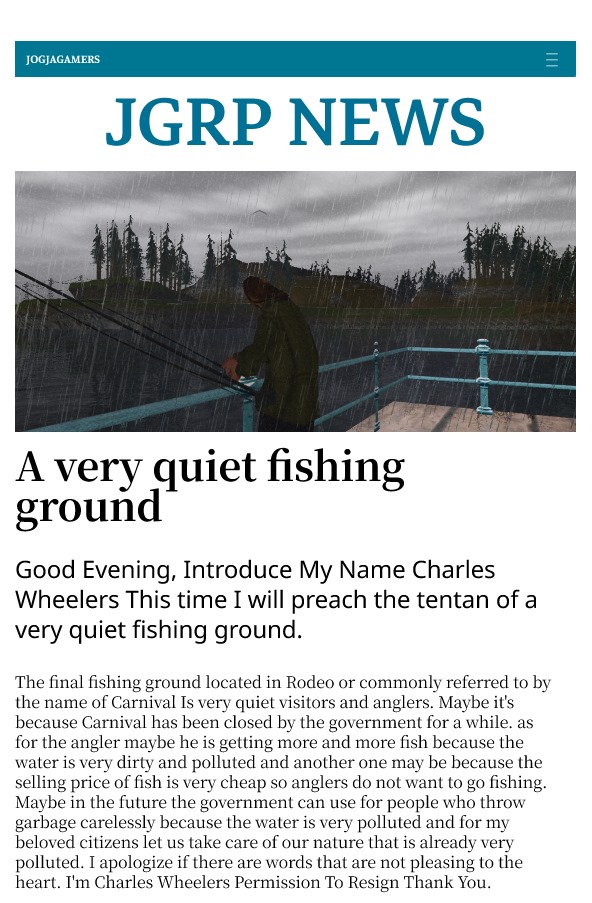 JOGJAGAMERS
JGRP NEWS
A very quiet fishing
ground
Good Evening, Introduce My Name Charles
Wheelers This time I will preach the tentan of a
very quiet fishing ground.
The final fishing ground located in Rodeo or commonly referred to by
the name of Carnival Is very quiet visitors and anglers. Maybe it's
because Carnival has been closed by the government for a while. as
for the angler maybe he is getting more and more fish because the
water is very dirty and polluted and another one may be because the
selling price of fish is very cheap so anglers do not want to go fishing.
Maybe in the future the government can use for people who throw
garbage carelessly because the water is very polluted and for my
beloved citizens let us take care of our nature that is already very
polluted. I apologize if there are words that are not pleasing to the
heart. I'm Charles Wheelers Permission To Resign Thank You.